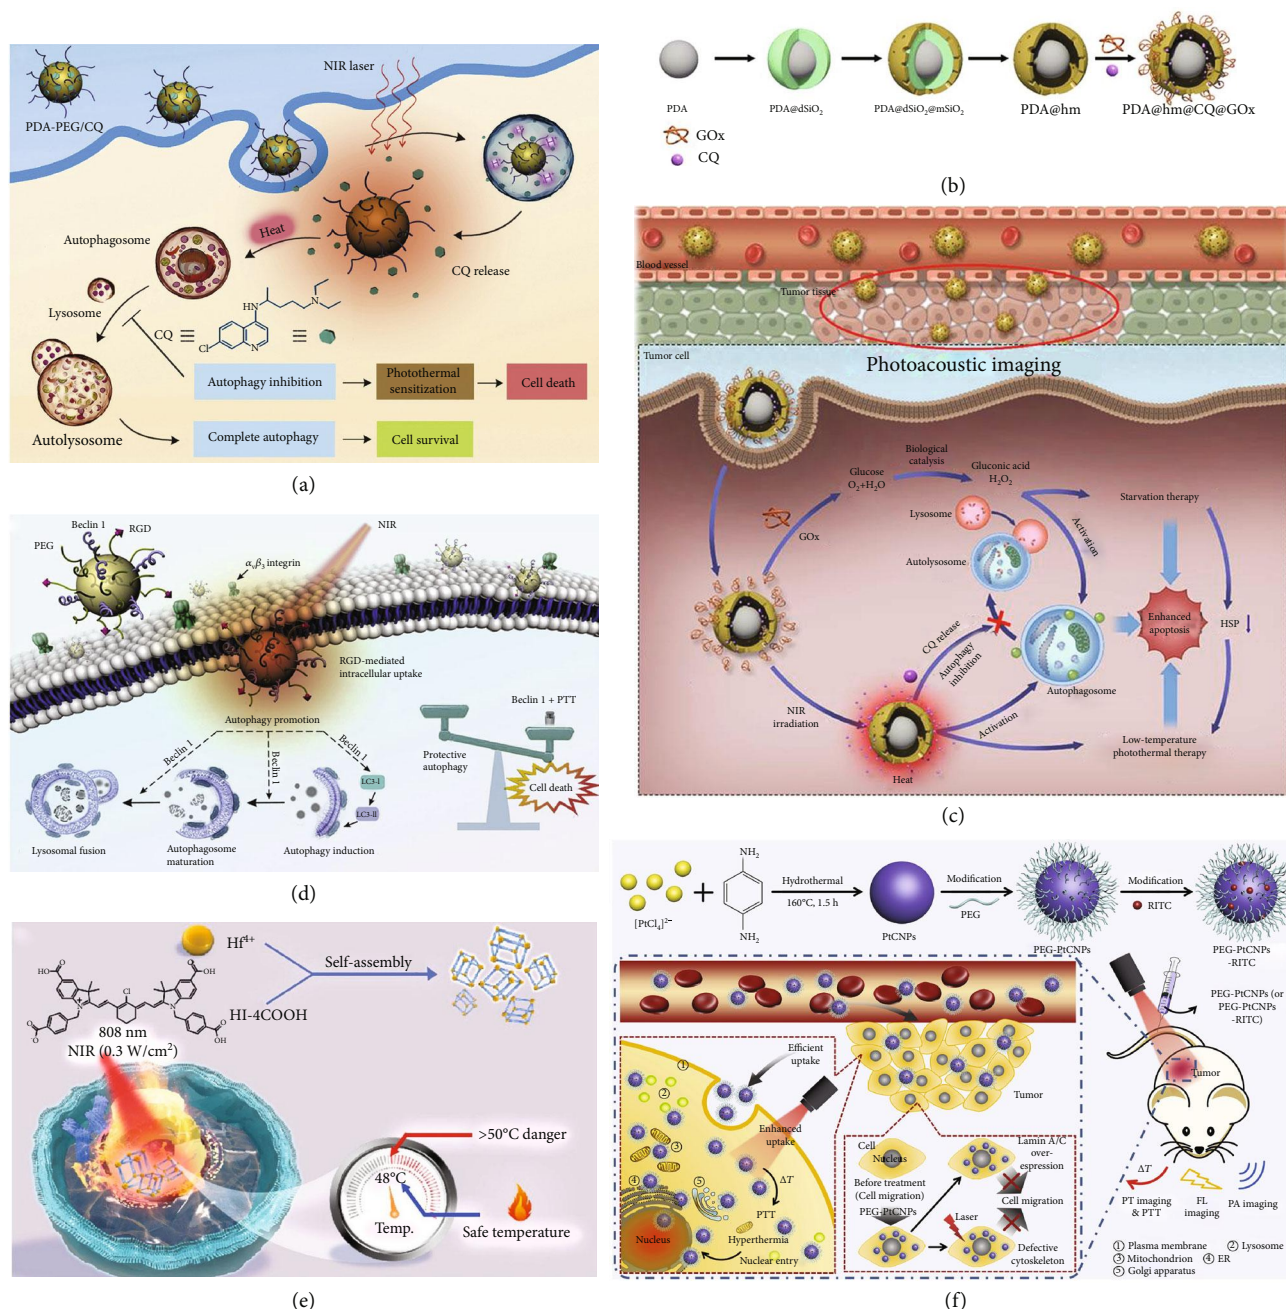 NIR laser
PDA-PEG/CQ
Heat
Autophagosome
CQ release
Lysosome
HN
N
CQ
Cl
N
Autophagy inhibition
Photothermal
sensitization
Cell death
Autolysosome
Complete autophagy
Cell survival
(a)
PDA
PDA@dSiO2
PDA@dSiO2@mSiO2
PDA@hm
PDA@hm@CQ@GOx
GOx
CQ
(b)
Blood vessel
Tumor tissue
Tumor cell
Photoacoustic imaging
Biological
catalysis
Glucose
O2+H2O
Gluconic acid
H2O2
Lysosome
Starvation therapy
GOx
Activation
Autolysosome
Enhanced
apoptosis
HSP
CQ release
Autophagy
inhibition
Autophagosome
NIR
irradiation
Activation
Low-temperature
photothermal therapy
Heat
(c)
Beclin 1
RGD
PEG
NIR
αvβ3 integrin
RGD-mediated
intracellular uptake
Autophagy promotion
Beclin 1
Beclin 1
Beclin 1
Beclin 1 + PTT
Protective
autophagy
Cell death
LC3-I
LC3-II
Lysosomal fusion
Autophagosome
maturation
Autophagy induction
(d)
Hf4+
Self-assembly
HI-4COOH
HO
O
O
OH
Cl
N
N
O
O
O
OH
808 nm
NIR (0.3 W/cm2)
>50°C danger
48°C
Temp.
Safe temperature
(e)
NH2
NH2
[PtCl4]2−
Hydrothermal
160°C, 1.5 h
PtCNPs
Modification
PEG
PEG-PtCNPs
Modification
RITC
PEG-PtCNPs
-RITC
PEG-PtCNPs (or
PEG-PtCNPs
-RITC)
Tumor
Efficient
uptake
Tumor
Enhanced
uptake
1
2
3
4
5
ΔT
PTT
Hyperthermia
Nucleus
Nuclear entry
Cell
Nucleus
Before treatment
(Cell migration)
PEG-PtCNPs
Laser
Lamin A/C
over-
expression
Cell migration
Defective
cytoskeleton
ΔT
PT imaging
& PTT
FL
imaging
PA imaging
1 Plasma membrane 2 Lysosome
3 Mitochondrion 4 ER
5 Golgi apparatus
(f)